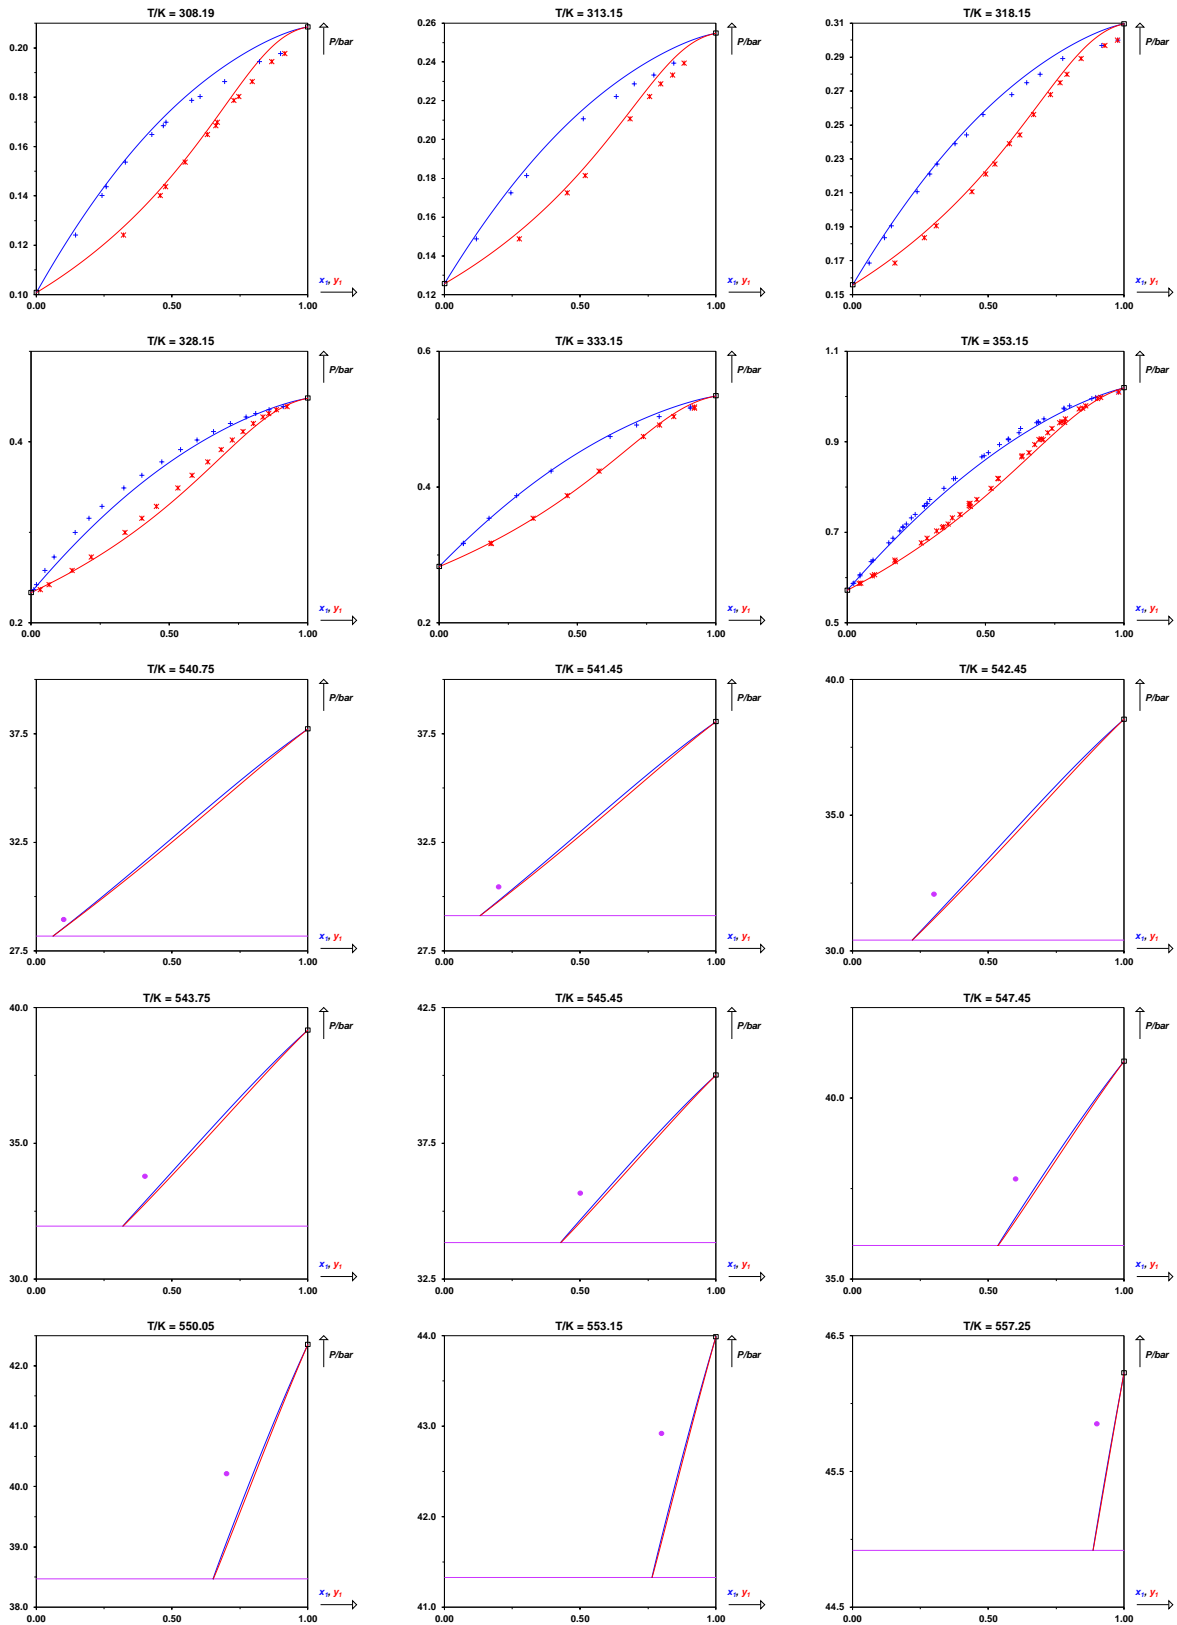 T/K = 308.19 T/K = 313.15 T/K = 318.15
0.20 0.18 0.16 0.14 0.12 0.10
P/bar
0.00 0.50 1.00
x1, y1
0.26 0.24 0.22 0.20 0.18 0.16 0.14 0.12
P/bar
0.00 0.50 1.00
x1, y1
0.31 0.29 0.27 0.25 0.23 0.21 0.19 0.17 0.15
P/bar
0.00 0.50 1.00
x1, y1
T/K = 328.15 T/K = 333.15 T/K = 353.15
0.4 0.2
P/bar
0.00 0.50 1.00
x1, y1
0.6 0.4 0.2
P/bar
0.00 0.50 1.00
x1, y1
1.1 0.9 0.7 0.5
P/bar
0.00 0.50 1.00
x1, y1
T/K = 540.75 T/K = 541.45 T/K = 542.45
37.5 32.5 27.5
P/bar
0.00 0.50 1.00
x1, y1
37.5 32.5 27.5
P/bar
0.00 0.50 1.00
x1, y1
40.0 35.0 30.0
P/bar
0.00 0.50 1.00
x1, y1
T/K = 543.75 T/K = 545.45 T/K = 547.45
40.0 35.0 30.0
P/bar
0.00 0.50 1.00
x1, y1
42.5 37.5 32.5
P/bar
0.00 0.50 1.00
x1, y1
40.0 35.0
P/bar
0.00 0.50 1.00
x1, y1
T/K = 550.05 T/K = 553.15 T/K = 557.25
42.0 41.0 40.0 39.0 38.0
P/bar
0.00 0.50 1.00
x1, y1
44.0 43.0 42.0 41.0
P/bar
0.00 0.50 1.00
x1, y1
46.5 45.5 44.5
P/bar
0.00 0.50 1.00
x1, y1